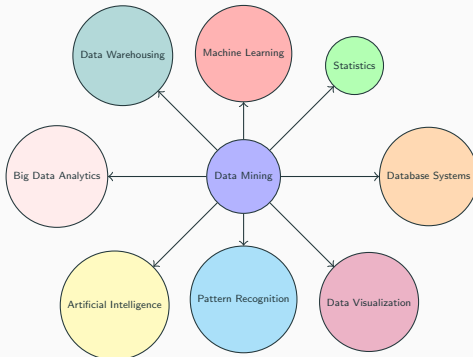 Data Warehousing
Machine Learning
Statistics
Big Data Analytics
Data Mining
Database Systems
Artificial Intelligence
Pattern Recognition
Data Visualization